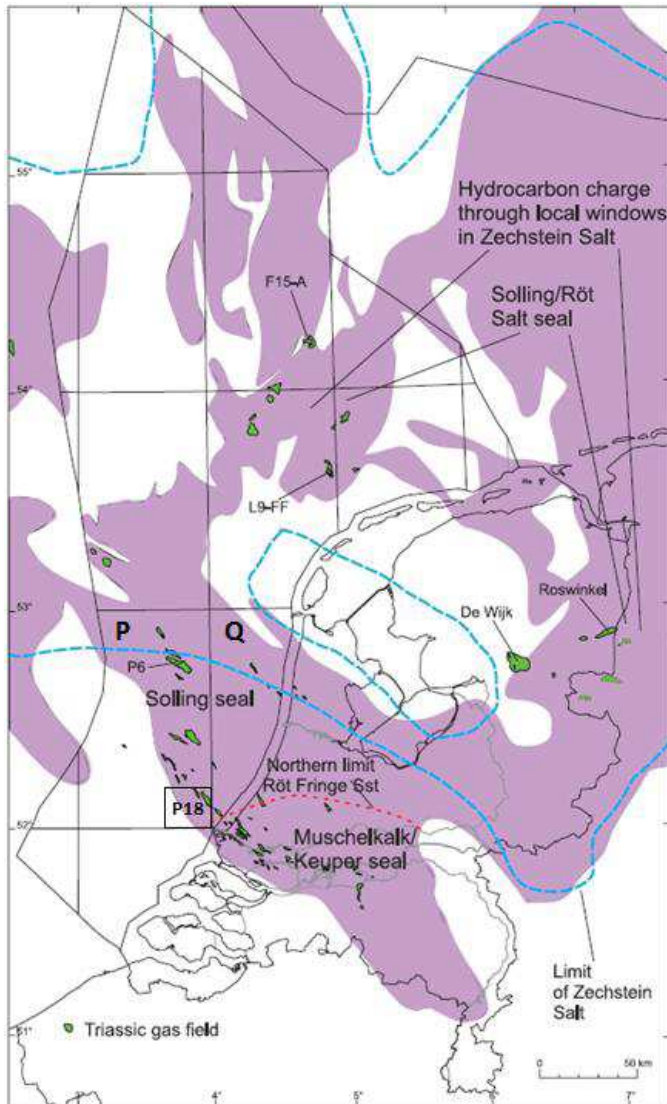 55°
Hydrocarbon charge
through local windows
in Zechstein Salt
F15-A
Solling/Röt
Salt seal
54°
L9-FF
53°
P
Q
De Wijk
Roswinkel
P6
Solling seal
Northern limit
Röt Fringe Sst
P18
52°
Muschelkalk/
Keuper seal
Limit
of Zechstein
Salt
51°
Triassic gas field
0
50 km
3°
4°
5°
6°
7°